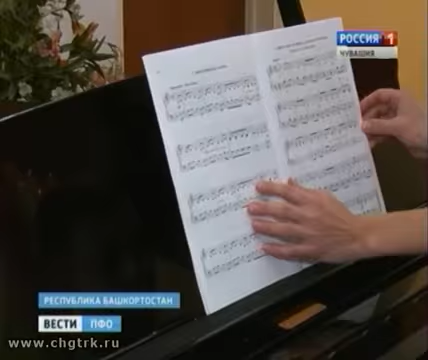 РОССИЯ 1
ЧУВАШИЯ
РЕСПУБЛИКА БАШКОРТОСТАН
ВЕСТИ ПФО
www.chgtrk.ru